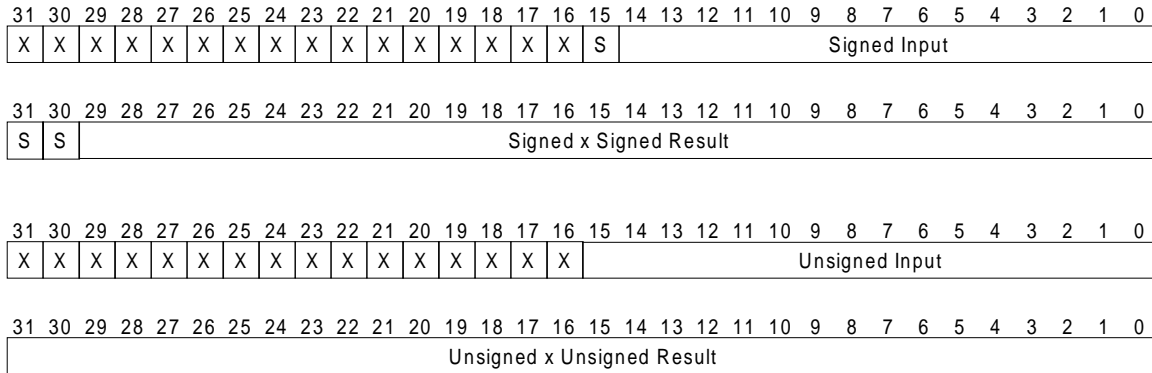 31 30 29 28 27 26 25 24 23 22 21 20 19 18 17 16 15 14 13 12 11 10 9 8 7 6 5 4 3 2 1 0
X X X X X X X X X X X X X X X X S Signed Input
31 30 29 28 27 26 25 24 23 22 21 20 19 18 17 16 15 14 13 12 11 10 9 8 7 6 5 4 3 2 1 0
S S Signed x Signed Result
31 30 29 28 27 26 25 24 23 22 21 20 19 18 17 16 15 14 13 12 11 10 9 8 7 6 5 4 3 2 1 0
X X X X X X X X X X X X X X X X Unsigned Input
31 30 29 28 27 26 25 24 23 22 21 20 19 18 17 16 15 14 13 12 11 10 9 8 7 6 5 4 3 2 1 0
Unsigned x Unsigned Result